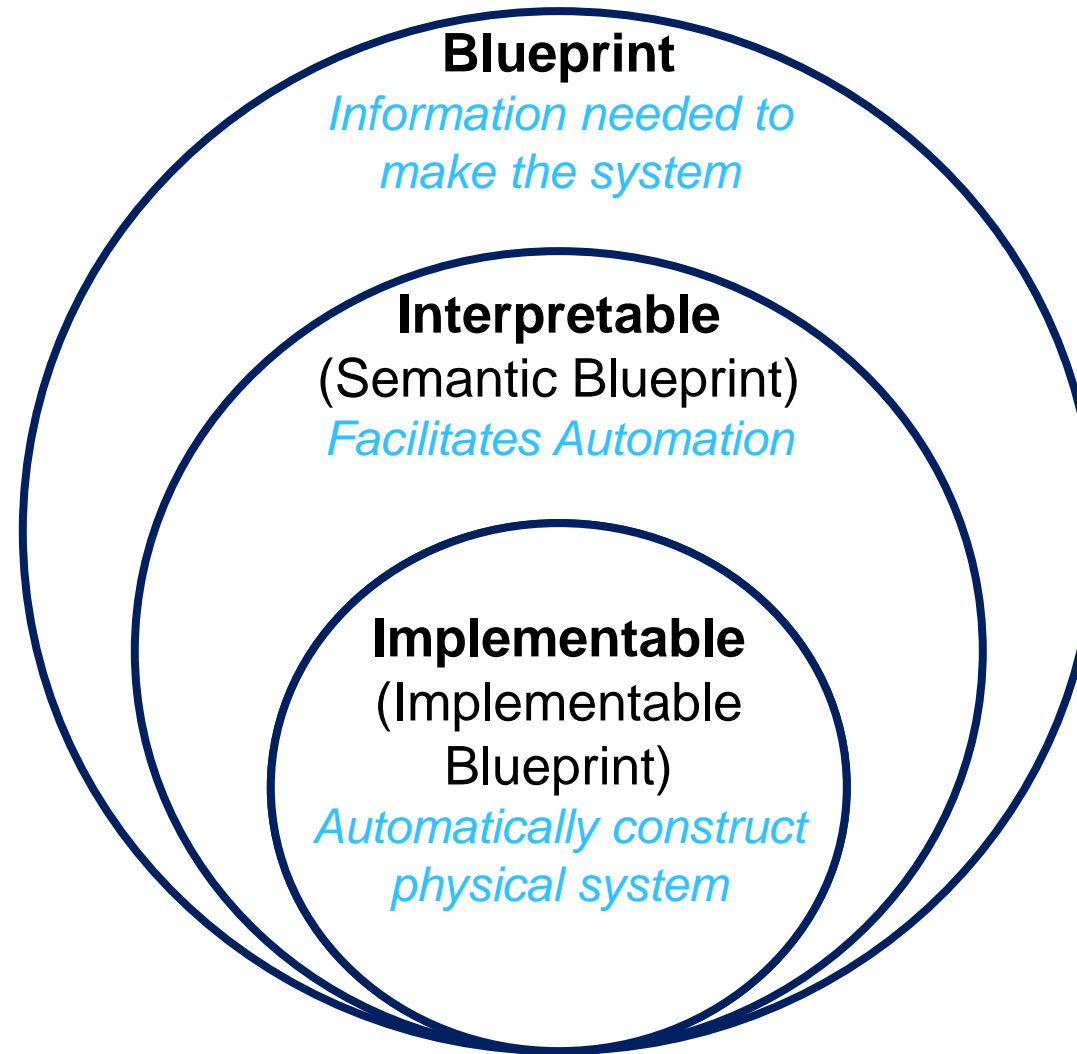 Blueprint
Information needed to
make the system
Interpretable
(Semantic Blueprint)
Facilitates Automation
Implementable
(Implementable
Blueprint)
Automatically construct
physical system